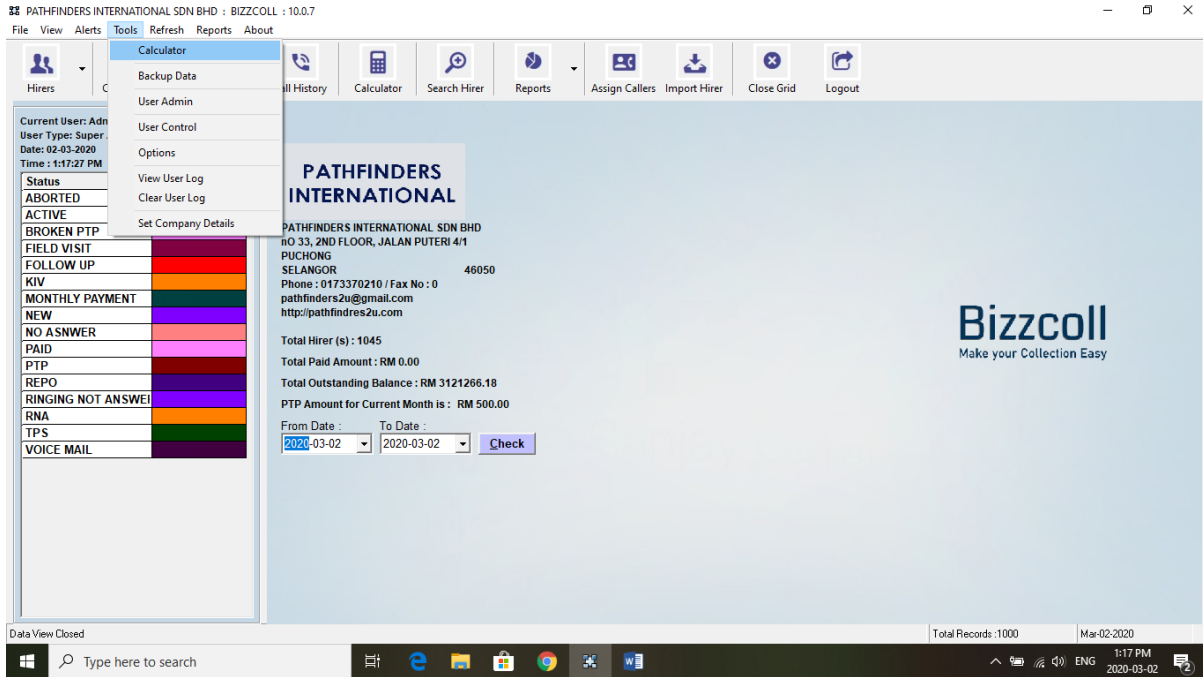 PATHFINDERS INTERNATIONAL SDN BHD : BIZZCOLL : 10.0.7
File View Alerts Tools Refresh Reports About
Calculator
Backup Data
User Admin
User Control
Options
View User Log
Clear User Log
Set Company Details
Hirers
all History
Calculator
Search Hirer
Reports
Assign Callers
Import Hirer
Close Grid
Logout
Current User: Adn
User Type: Super
Date: 02-03-2020
Time : 1:17:27 PM
Status
ABORTED
ACTIVE
BROKEN PTP
FIELD VISIT
FOLLOW UP
KIV
MONTHLY PAYMENT
NEW
NO ASNWER
PAID
PTP
REPO
RINGING NOT ANSWEI
RNA
TPS
VOICE MAIL
PATHFINDERS
INTERNATIONAL
PATHFINDERS INTERNATIONAL SDN BHD
nO 33, 2ND FLOOR, JALAN PUTERI 4/1
PUCHONG
SELANGOR 46050
Phone : 0173370210 / Fax No : 0
pathfinders2u@gmail.com
http://pathfindres2u.com
Total Hirer (s) : 1045
Total Paid Amount : RM 0.00
Total Outstanding Balance : RM 3121266.18
PTP Amount for Current Month is : RM 500.00
From Date : To Date :
2020-03-02 2020-03-02 Check
Bizzcoll
Make your Collection Easy
Data View Closed
Total Records :1000
Mar-02-2020
Type here to search
ENG
1:17 PM
2020-03-02
2